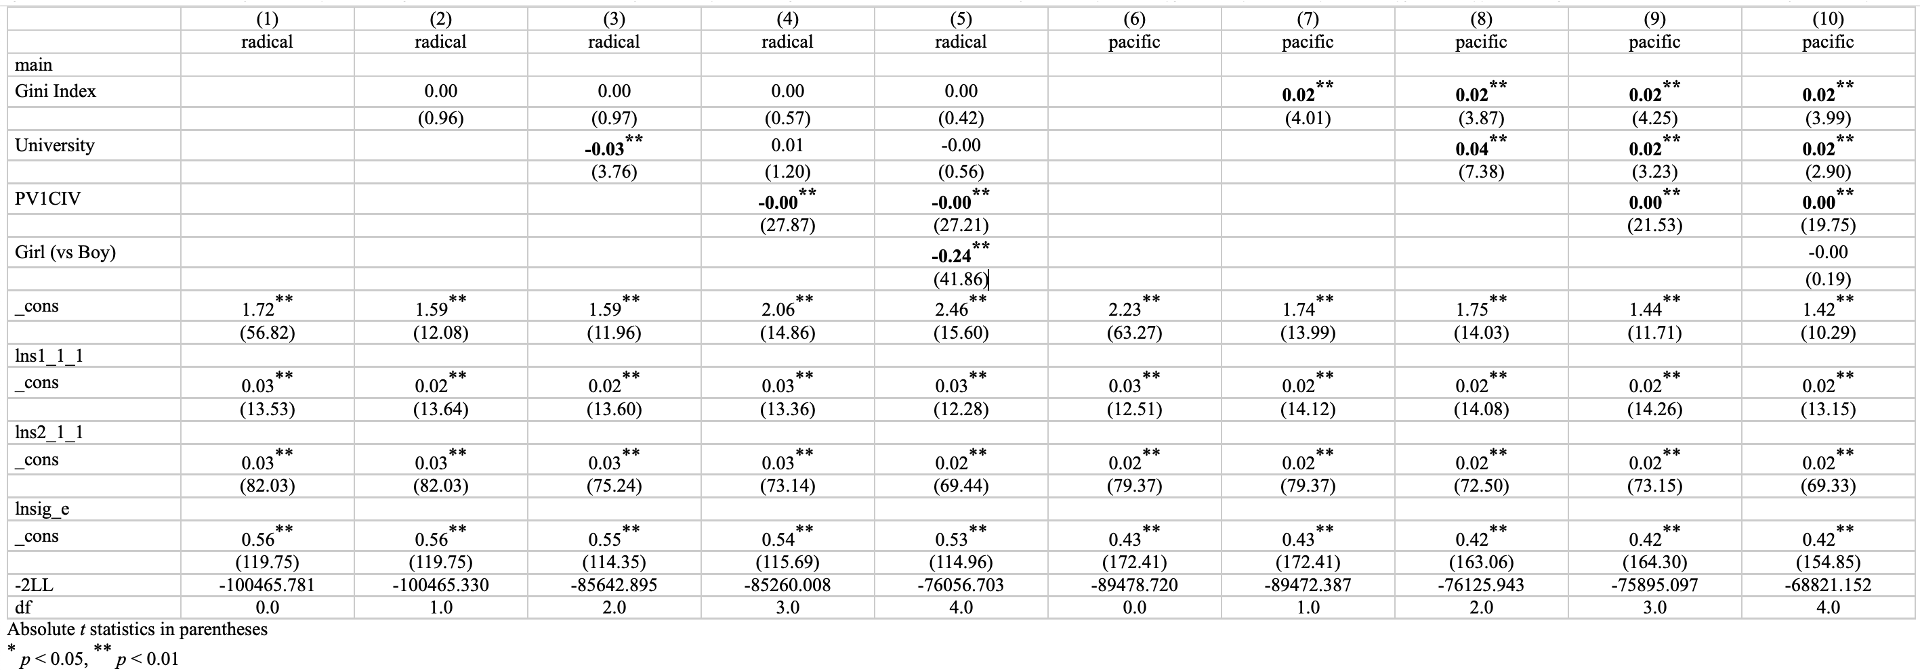 (1) (2) (3) (4) (5) (6) (7) (8) (9) (10)
radical radical radical radical radical pacific pacific pacific pacific pacific
main
Gini Index 0.00 0.00 0.00 0.00 0.02** 0.02** 0.02** 0.02**
(0.96) (0.97) (0.57) (0.42) (4.01) (3.87) (4.25) (3.99)
University -0.03** 0.01 -0.00 0.04** 0.02** 0.02**
(3.76) (1.20) (0.56) (7.38) (3.23) (2.90)
PV1CIV -0.00** -0.00** 0.00** 0.00**
(27.87) (27.21) (21.53) (19.75)
Girl (vs Boy) -0.24** -0.00
(41.86) (0.19)
_cons 1.72** 1.59** 1.59** 2.06** 2.46** 2.23** 1.74** 1.75** 1.44** 1.42**
(56.82) (12.08) (11.96) (14.86) (15.60) (63.27) (13.99) (14.03) (11.71) (10.29)
lns1_1_1
_cons 0.03** 0.02** 0.02** 0.03** 0.03** 0.03** 0.02** 0.02** 0.02** 0.02**
(13.53) (13.64) (13.60) (13.36) (12.28) (12.51) (14.12) (14.08) (14.26) (13.15)
lns2_1_1
_cons 0.03** 0.03** 0.03** 0.03** 0.02** 0.02** 0.02** 0.02** 0.02** 0.02**
(82.03) (82.03) (75.24) (73.14) (69.44) (79.37) (79.37) (72.50) (73.15) (69.33)
lnsig_e
_cons 0.56** 0.56** 0.55** 0.54** 0.53** 0.43** 0.43** 0.42** 0.42** 0.42**
(119.75) (119.75) (114.35) (115.69) (114.96) (172.41) (172.41) (163.06) (164.30) (154.85)
-2LL -100465.781 -100465.330 -85642.895 -85260.008 -76056.703 -89478.720 -89472.387 -76125.943 -75895.097 -68821.152
df 0.0 1.0 2.0 3.0 4.0 0.0 1.0 2.0 3.0 4.0
Absolute t statistics in parentheses
* p < 0.05, ** p < 0.01